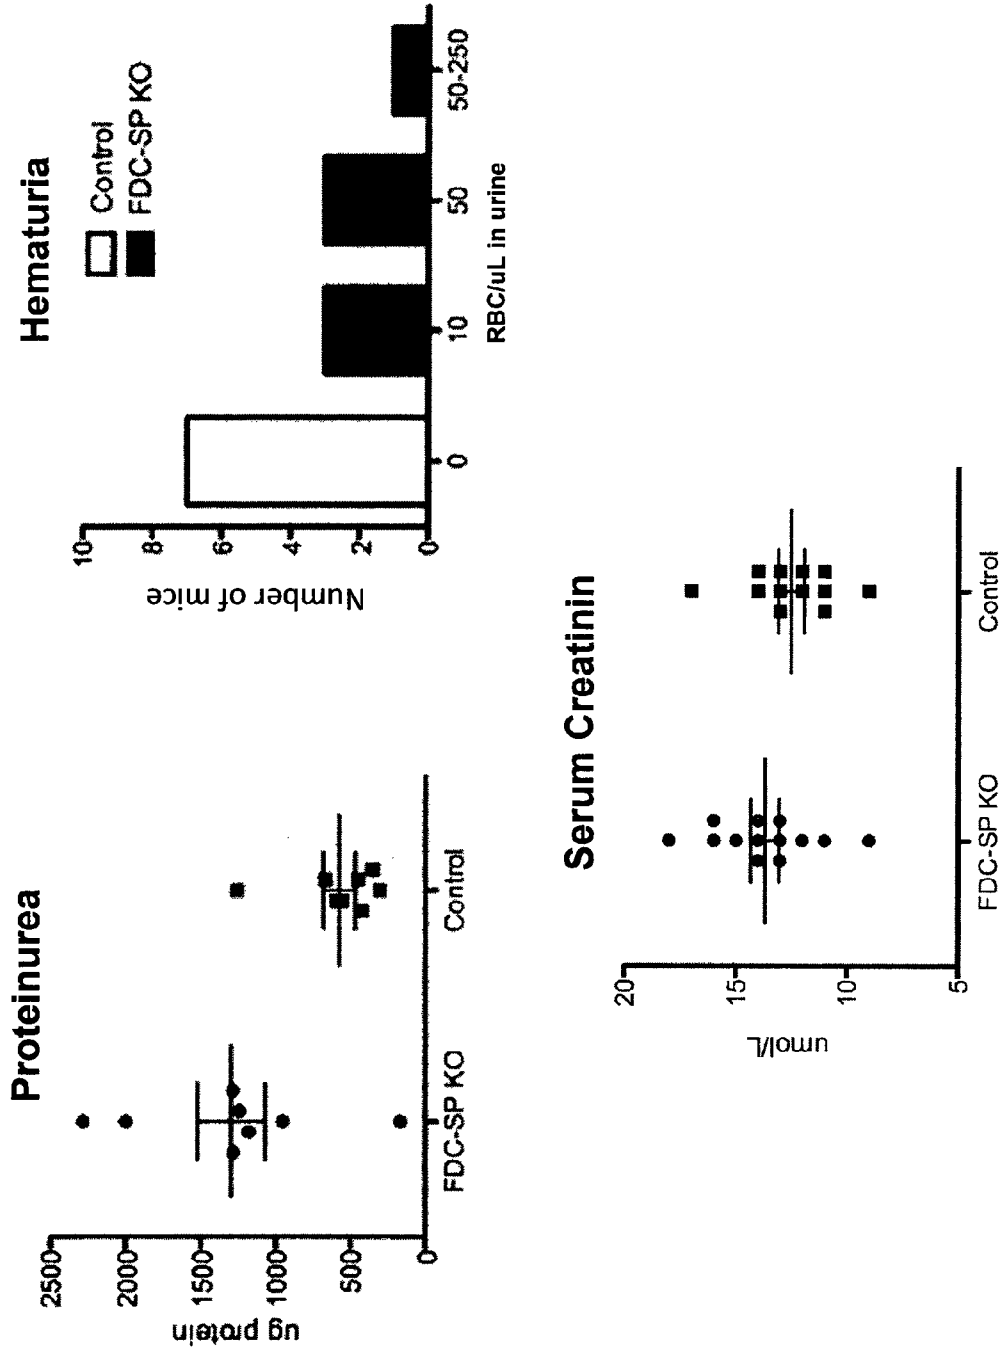 Proteinurea
ug protein
2500
2000
1500
1000
500
0
FDC-SP KO
Control
Hematuria
Control
FDC-SP KO
Number of mice
10
8
6
4
2
0
0
10
50
50-250
RBC/uL in urine
Serum Creatinin
umol/L
20
15
10
5
FDC-SP KO
Control